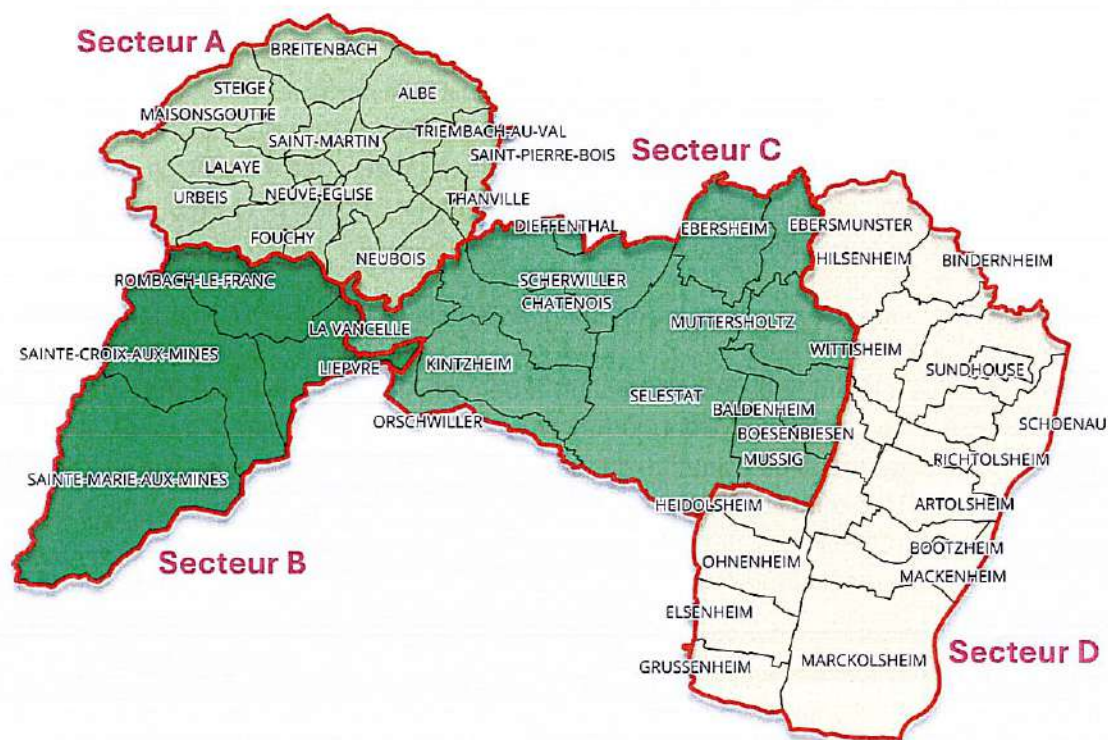 Secteur A
BREITENBACH
STEIGE
ALBE
MAISONSGOUTTE
SAINT-MARTIN
TRIEMBACH-AU-VAL
SAINT-PIERRE-BOIS
LALAYE
URBEIS
NEUVE-EGLISE
THANVILLE
FOUCHY
NEUBOIS
Secteur C
DIEFFENTHAL
EBERSHEIM
EBERSMUNSTER
HILSENHEIM
BINDERNHEIM
ROMBACH-LE-FRANC
SCHERWILLER
CHATENOIS
LA VANCELLE
MUTTERSHOLTZ
WITTISHEIM
SAINTE-CROIX-AUX-MINES
LIEPVRE
KINTZHEIM
SUNDHOUSE
SELESTAT
BALDENHEIM
ORSCHWILLER
BOESENBIESEN
SCHOENAU
MUSSIG
RICHTOLSHEIM
SAINTE-MARIE-AUX-MINES
HEIDOLSHEIM
ARTOLSHEIM
Secteur B
OHNENHEIM
BOOTZHEIM
MACKENHEIM
ELSENHEIM
GRUSSENHEIM
MARCKOLSHEIM
Secteur D